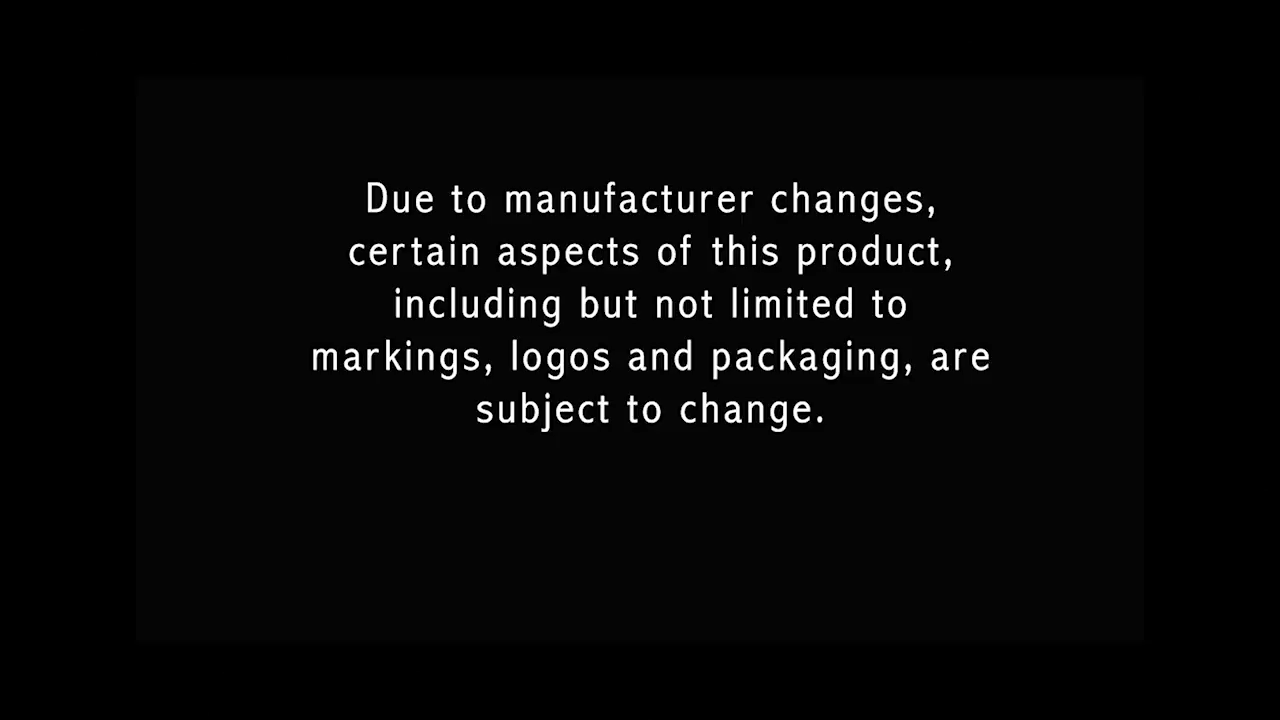 Due to manufacturer changes,
certain aspects of this product,
including but not limited to
markings, logos and packaging, are
subject to change.